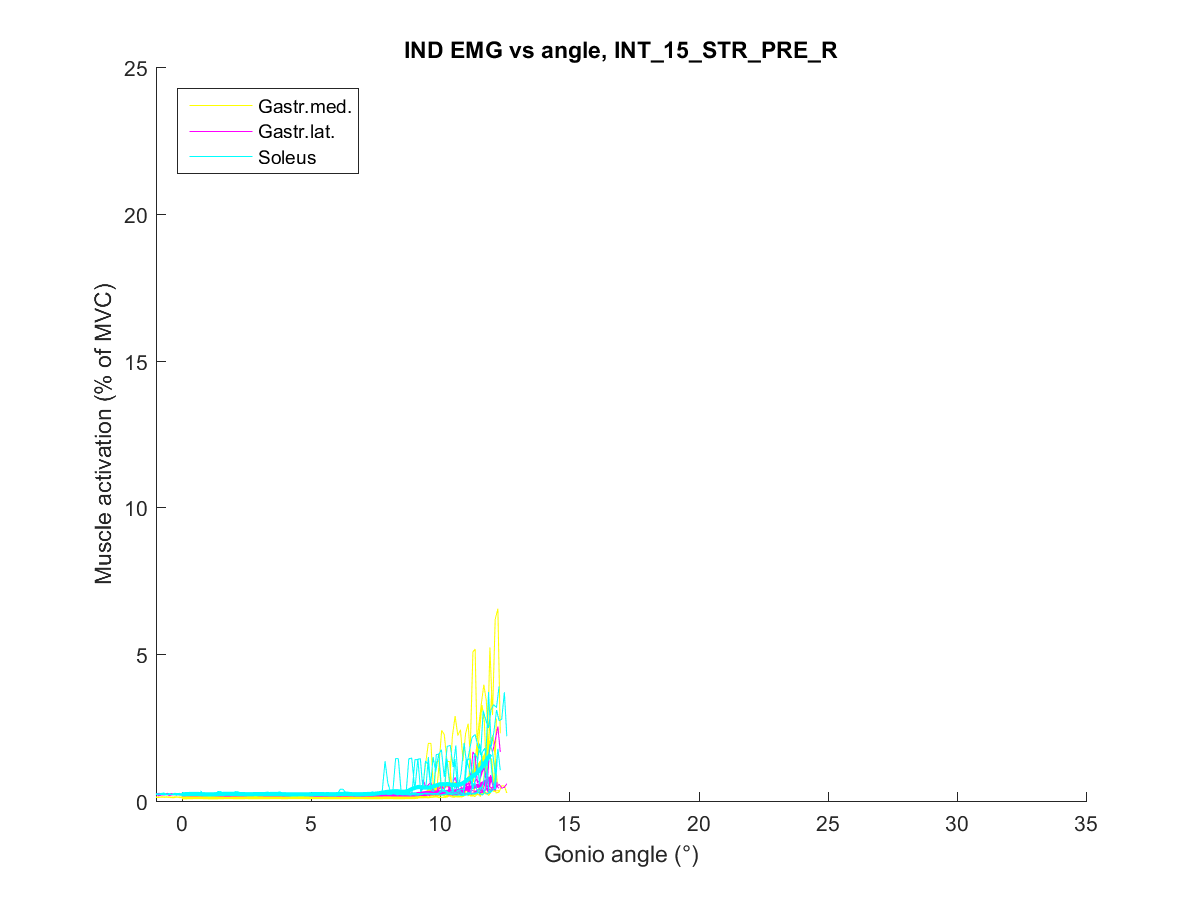 IND EMG vs angle, INT_15_STR_PRE_R
25
20
15
10
5
0
Muscle activation (% of MVC)
Gastr.med.
Gastr.lat.
Soleus
0 5 10 15 20 25 30 35
Gonio angle (°)